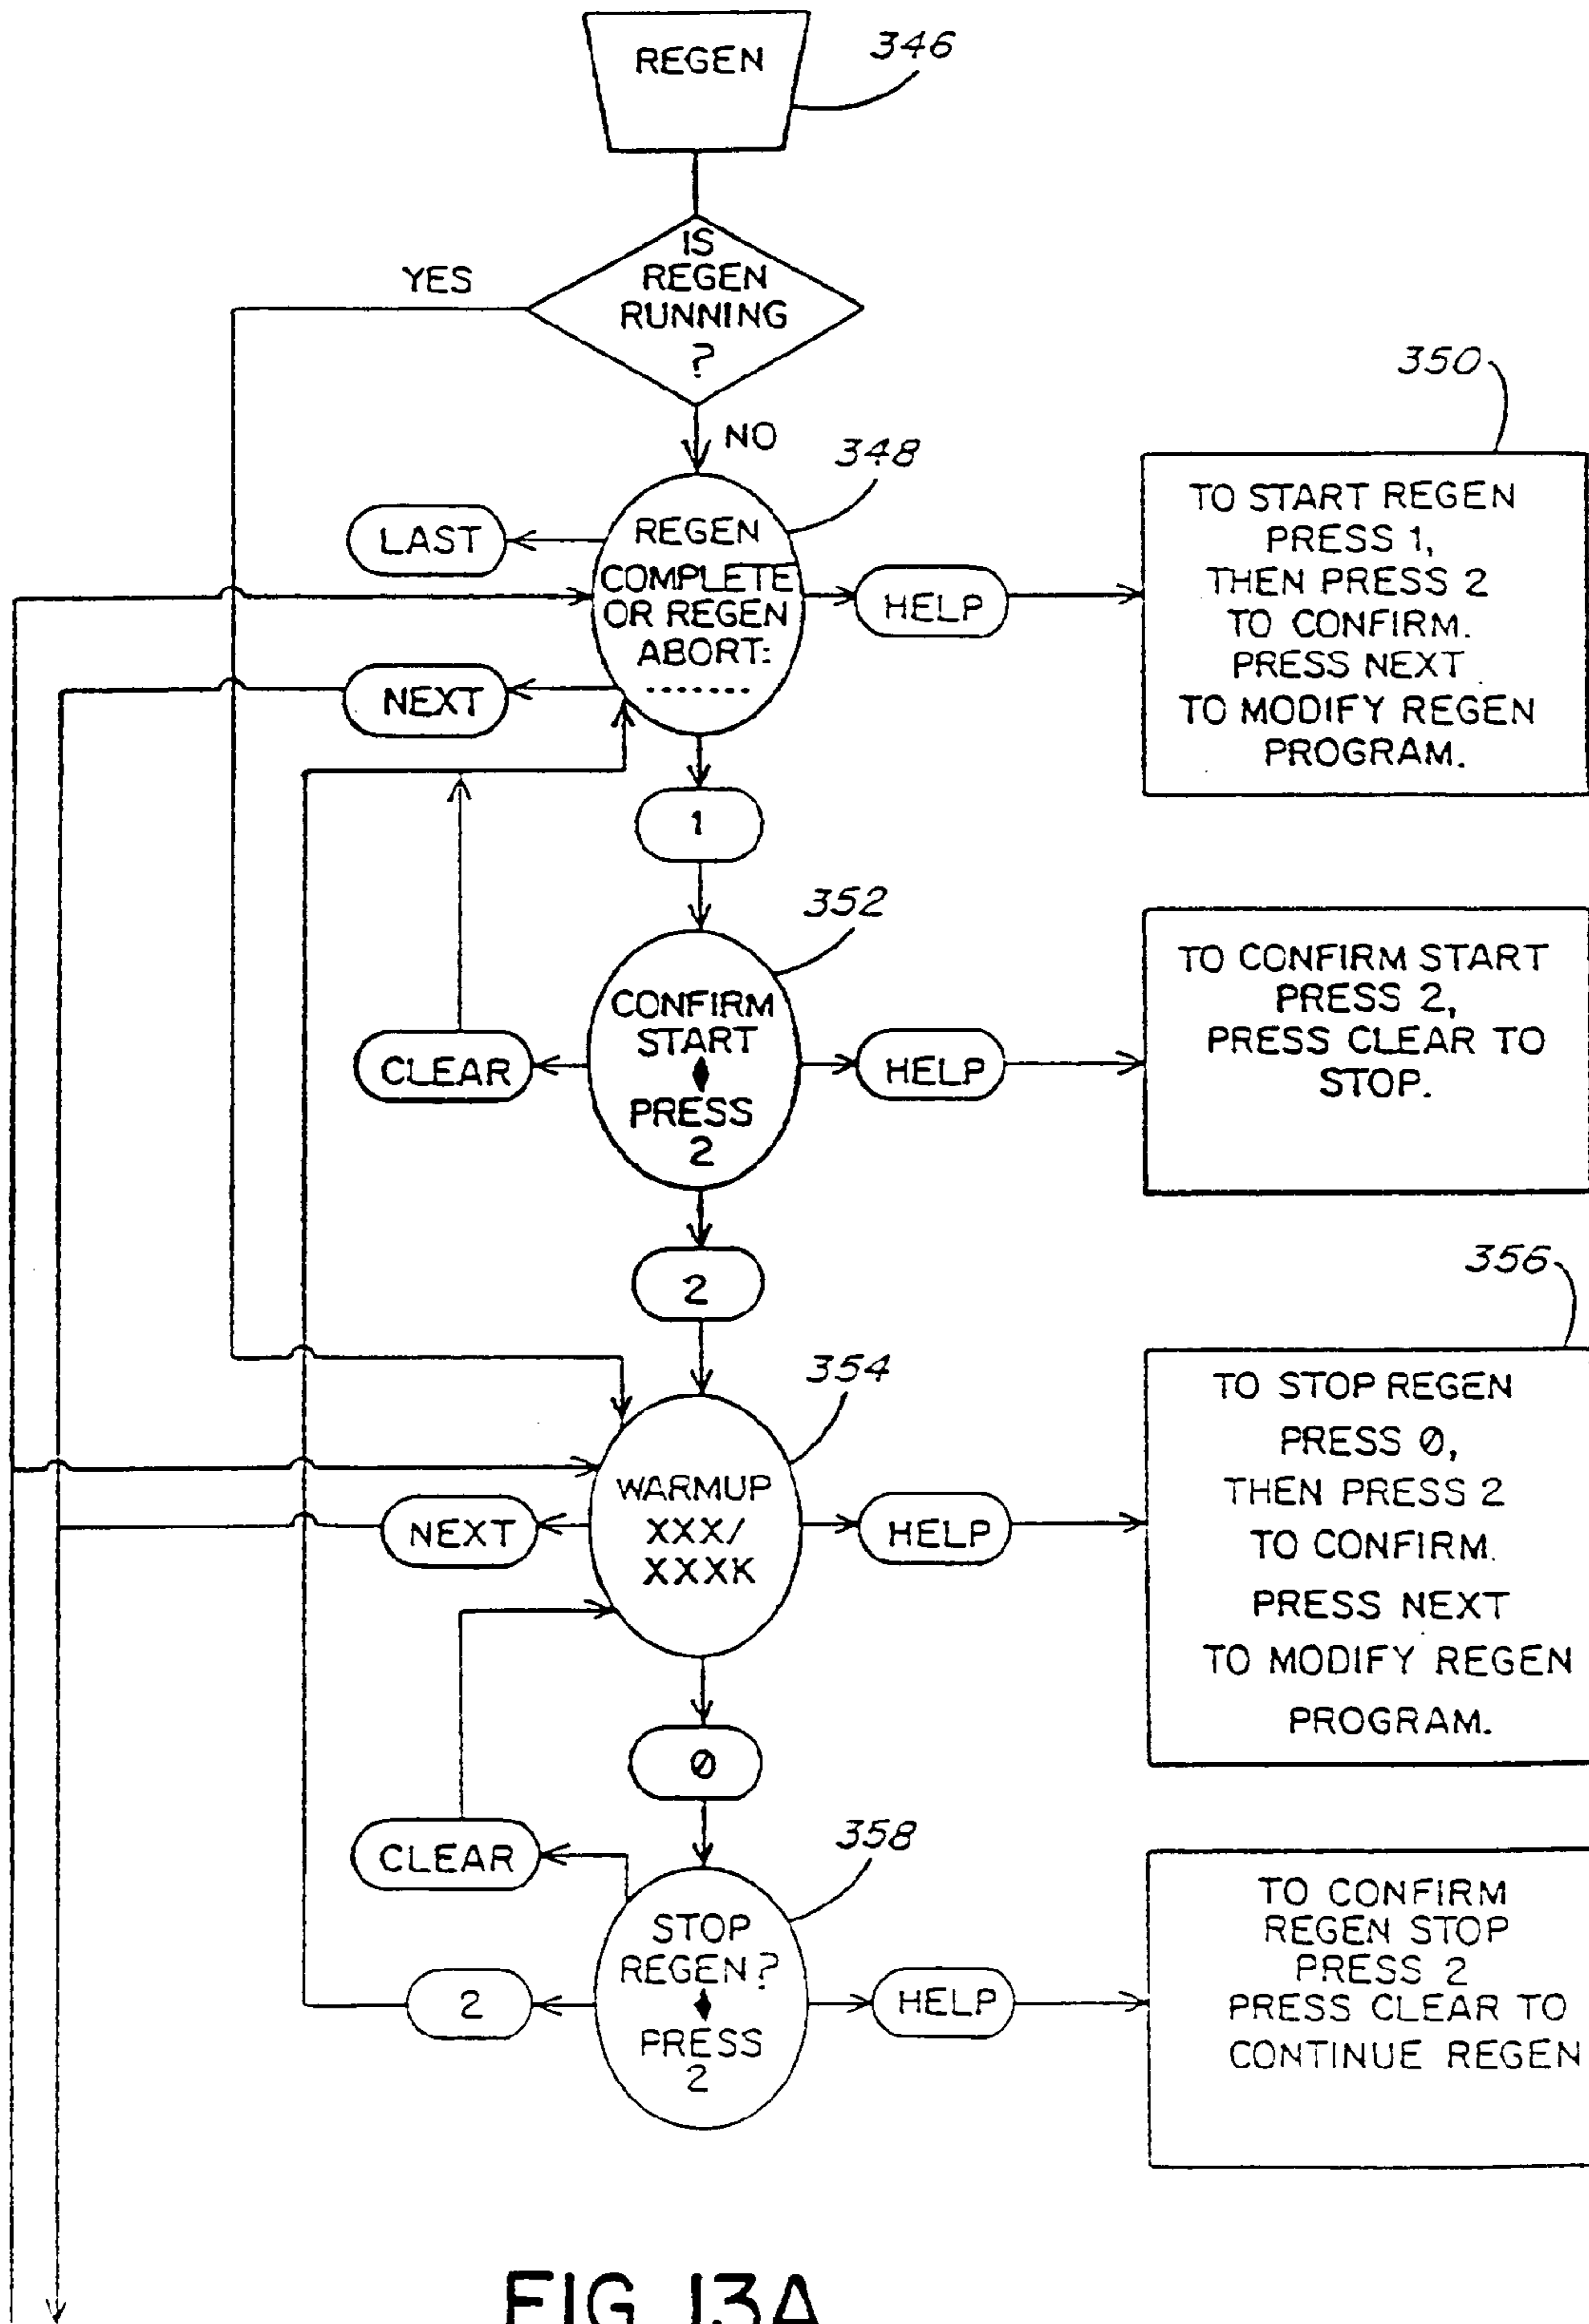 REGEN
346
IS
REGEN
RUNNING
?
YES
NO
348
350
LAST
REGEN
COMPLETE
OR REGEN
ABORT:
......
HELP
TO START REGEN
PRESS 1,
THEN PRESS 2
TO CONFIRM.
PRESS NEXT
TO MODIFY REGEN
PROGRAM.
NEXT
1
352
CONFIRM
START
♦
PRESS
2
CLEAR
HELP
TO CONFIRM START
PRESS 2,
PRESS CLEAR TO
STOP.
2
354
356
WARMUP
XXX/
XXXK
NEXT
HELP
TO STOP REGEN
PRESS 0,
THEN PRESS 2
TO CONFIRM.
PRESS NEXT
TO MODIFY REGEN
PROGRAM.
0
CLEAR
358
STOP
REGEN?
♦
PRESS
2
2
HELP
TO CONFIRM
REGEN STOP
PRESS 2
PRESS CLEAR TO
CONTINUE REGEN
FIG. 13A